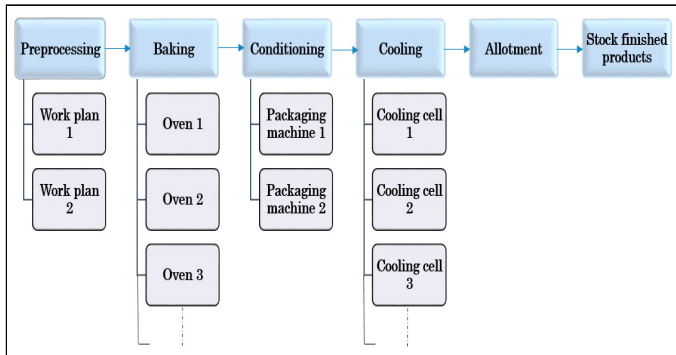 Preprocessing
Baking
Conditioning
Cooling
Allotment
Stock finished
products
Work plan
1
Oven 1
Packaging
machine 1
Cooling cell
1
Work plan
2
Oven 2
Packaging
machine 2
Cooling cell
2
Oven 3
Cooling cell
3